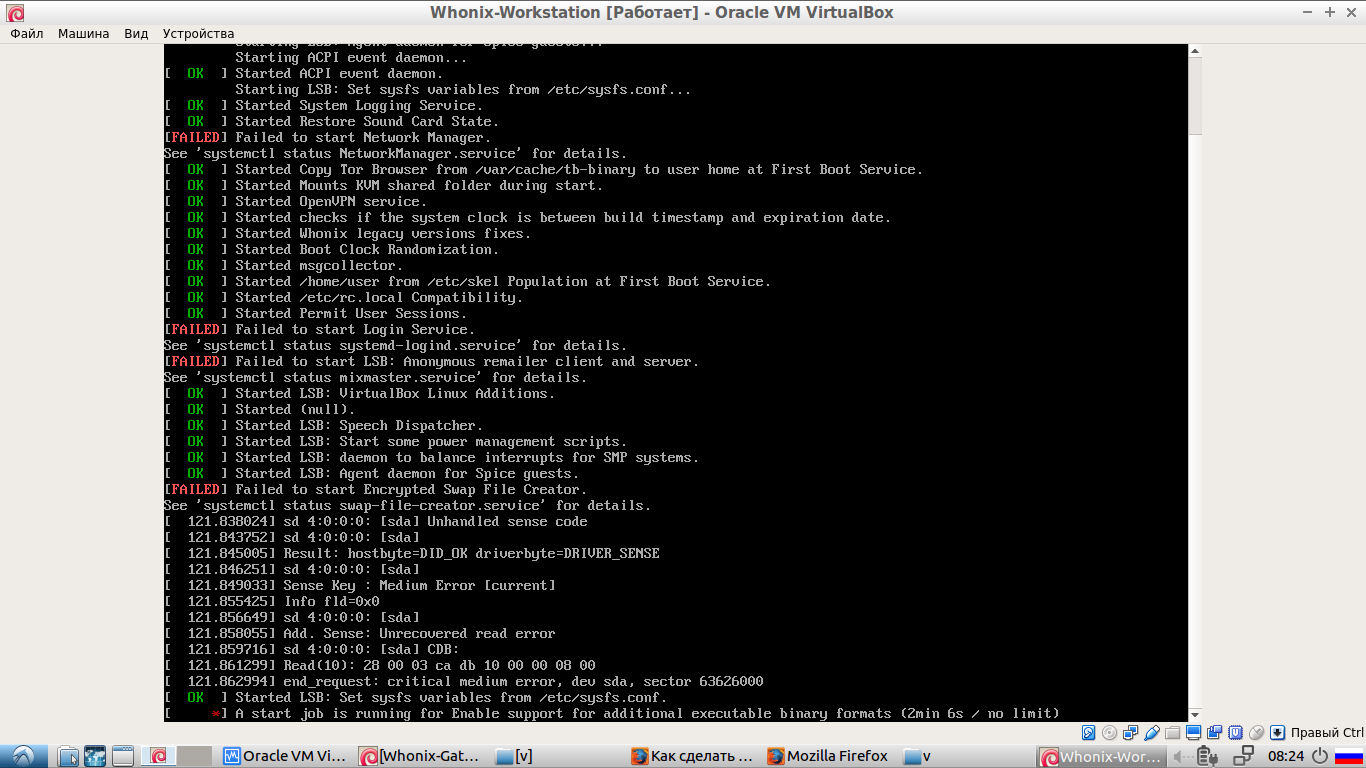 Whonix-Workstation [Работает] - Oracle VM VirtualBox
Файл Машина Вид Устройства
Starting LSB: Agent daemon for Spice guests...
Starting ACPI event daemon...
[ OK ] Started ACPI event daemon.
Starting LSB: Set sysfs variables from /etc/sysfs.conf...
[ OK ] Started System Logging Service.
[ OK ] Started Restore Sound Card State.
[FAILED] Failed to start Network Manager.
See 'systemctl status NetworkManager.service' for details.
[ OK ] Started Copy Tor Browser from /var/cache/tb-binary to user home at First Boot Service.
[ OK ] Started Mounts KVM shared folder during start.
[ OK ] Started OpenVPN service.
[ OK ] Started checks if the system clock is between build timestamp and expiration date.
[ OK ] Started Whonix legacy versions fixes.
[ OK ] Started Boot Clock Randomization.
[ OK ] Started msgcollector.
[ OK ] Started /home/user from /etc/skel Population at First Boot Service.
[ OK ] Started /etc/rc.local Compatibility.
[ OK ] Started Permit User Sessions.
[FAILED] Failed to start Login Service.
See 'systemctl status systemd-logind.service' for details.
[FAILED] Failed to start LSB: Anonymous remailer client and server.
See 'systemctl status mixmaster.service' for details.
[ OK ] Started LSB: VirtualBox Linux Additions.
[ OK ] Started (null).
[ OK ] Started LSB: Speech Dispatcher.
[ OK ] Started LSB: Start some power management scripts.
[ OK ] Started LSB: daemon to balance interrupts for SMP systems.
[ OK ] Started LSB: Agent daemon for Spice guests.
[FAILED] Failed to start Encrypted Swap File Creator.
See 'systemctl status swap-file-creator.service' for details.
[ 121.838024] sd 4:0:0:0: [sda] Unhandled sense code
[ 121.843752] sd 4:0:0:0: [sda]
[ 121.845005] Result: hostbyte=DID_OK driverbyte=DRIVER_SENSE
[ 121.846251] sd 4:0:0:0: [sda]
[ 121.849033] Sense Key : Medium Error [current]
[ 121.855425] Info fld=0x0
[ 121.856649] sd 4:0:0:0: [sda]
[ 121.858055] Add. Sense: Unrecovered read error
[ 121.859716] sd 4:0:0:0: [sda] CDB:
[ 121.861299] Read(10): 28 00 03 ca db 10 00 00 08 00
[ 121.862994] end_request: critical medium error, dev sda, sector 63626000
[ OK ] Started LSB: Set sysfs variables from /etc/sysfs.conf.
[ *] A start job is running for Enable support for additional executable binary formats (2min 6s / no limit)
Правый Ctrl
Oracle VM Vi... [Whonix-Gat... [v] Как сделать ... Mozilla Firefox v Whonix-Wor... 08:24